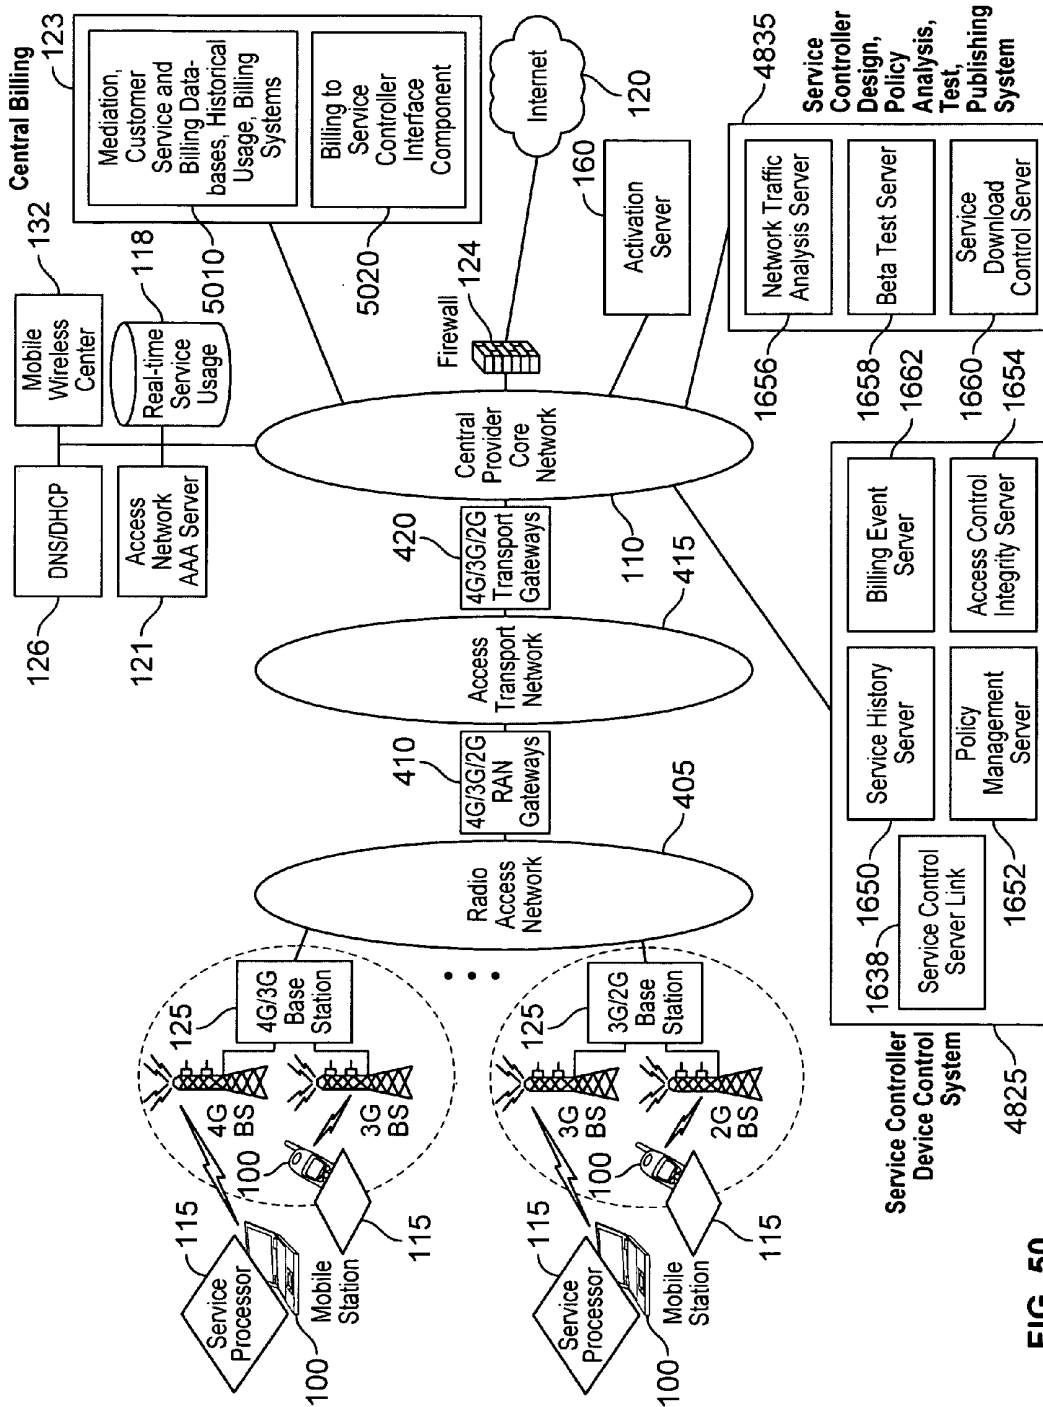 Central Billing
123
Mediation,
Customer
Service and
Billing Data-
bases, Historical
Usage, Billing
Systems
Billing to
Service
Controller
Interface
Component
5010
5020
132
Mobile
Wireless
Center
118
Real-time
Service
Usage
DNS/DHCP
Access
Network
AAA Server
126
121
Internet
120
Firewall
124
160
Activation
Server
Central
Provider
Core
Network
110
420
4G/3G/2G
Transport
Gateways
415
Access
Transport
Network
410
4G/3G/2G
RAN
Gateways
405
Radio
Access
Network
125
4G/3G
Base
Station
4G
BS
3G
BS
100
115
115
Service
Processor
Mobile
Station
100
125
3G/2G
Base
Station
3G
BS
2G
BS
100
115
115
Service
Processor
Mobile
Station
100
4835
Service
Controller
Design,
Policy
Analysis,
Test,
Publishing
System
Network Traffic
Analysis Server
Beta Test Server
Service
Download
Control Server
1656
1658
1660
Service Controller
Device Control
System
4825
1662
1654
Billing Event
Server
Access Control
Integrity Server
Service History
Server
Policy
Management
Server
1650
1652
1638
Service Control
Server Link
FIG. 50